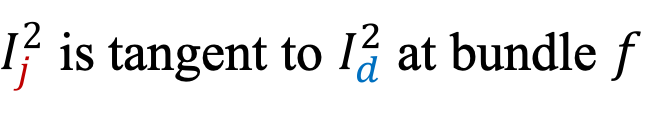 I_j^2 is tangent to I_d^2 at bundle f